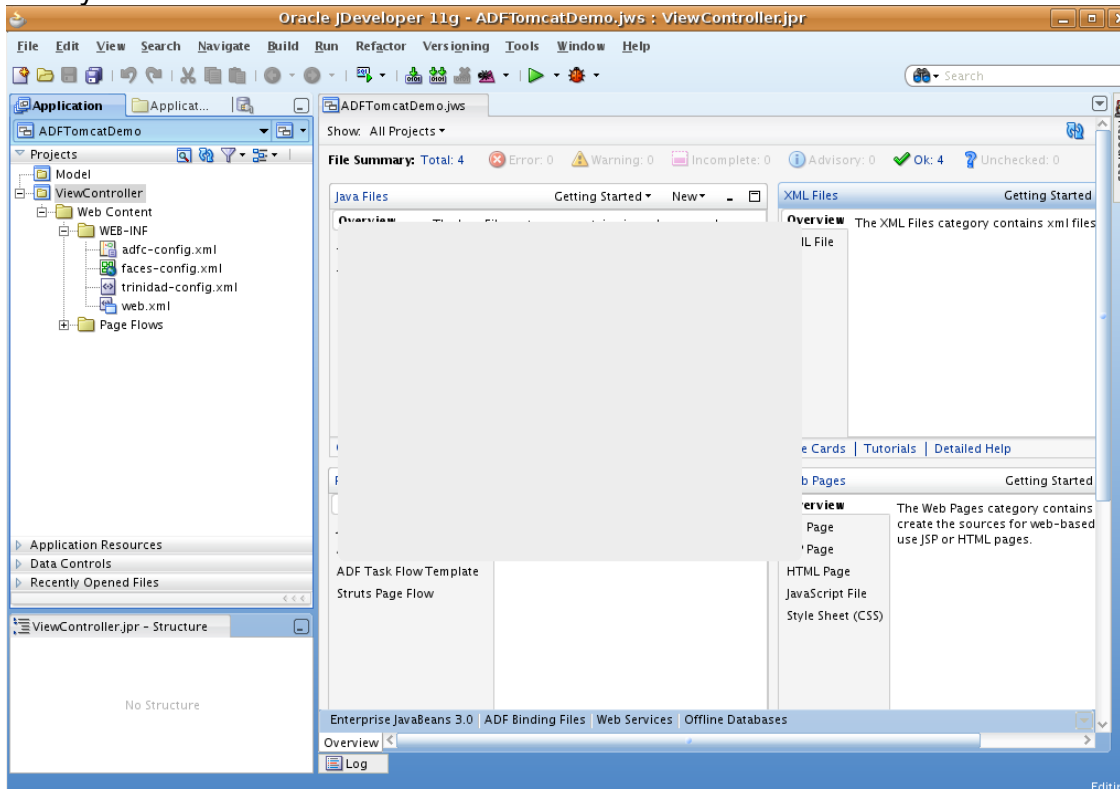 Oracle JDeveloper 11g - ADFTomcatDemo.jws : ViewController.jpr
File Edit View Search Navigate Build Run Refactor Versioning Tools Window Help
Search
Application Applicat...
ADFTomcatDemo
Projects
Model
ViewController
Web Content
WEB-INF
adfc-config.xml
faces-config.xml
trinidad-config.xml
web.xml
Page Flows
Application Resources
Data Controls
Recently Opened Files
ViewController.jpr - Structure
No Structure
ADFTomcatDemo.jws
Show: All Projects
File Summary: Total: 4 Error: 0 Warning: 0 Incomplete: 0 Advisory: 0 Ok: 4 Unchecked: 0
Java Files Getting Started New
Overview
ADF Task Flow Template
Struts Page Flow
XML Files Getting Started
Overview The XML Files category contains xml files
File
Cards | Tutorials | Detailed Help
Pages Getting Started
The Web Pages category contains
create the sources for web-based
use JSP or HTML pages.
Page
Page
HTML Page
JavaScript File
Style Sheet (CSS)
Enterprise JavaBeans 3.0 ADF Binding Files Web Services Offline Databases
Overview
Log